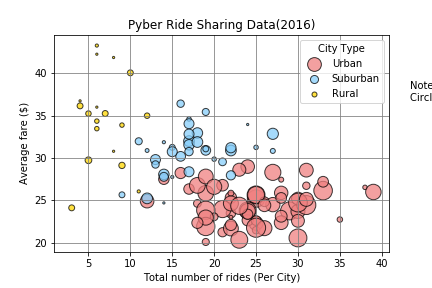 Pyber Ride Sharing Data(2016)
City Type
Urban
Suburban
Rural
Note
Circl
Average fare ($)
40
35
30
25
20
5 10 15 20 25 30 35 40
Total number of rides (Per City)